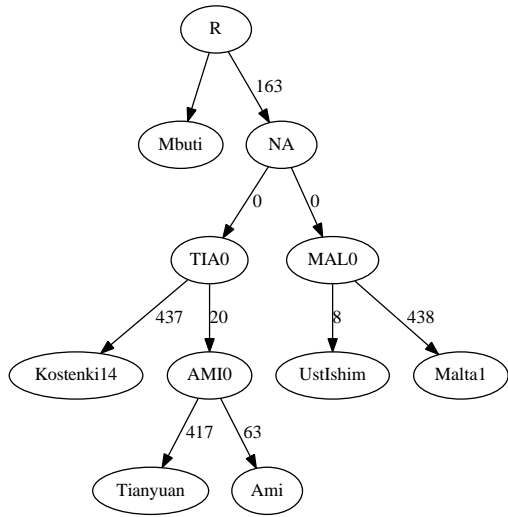 R
163
Mbuti
NA
0
0
TIA0
MAL0
437
20
8
438
Kostenki14
AMI0
UstIshim
Malta1
417
63
Tianyuan
Ami